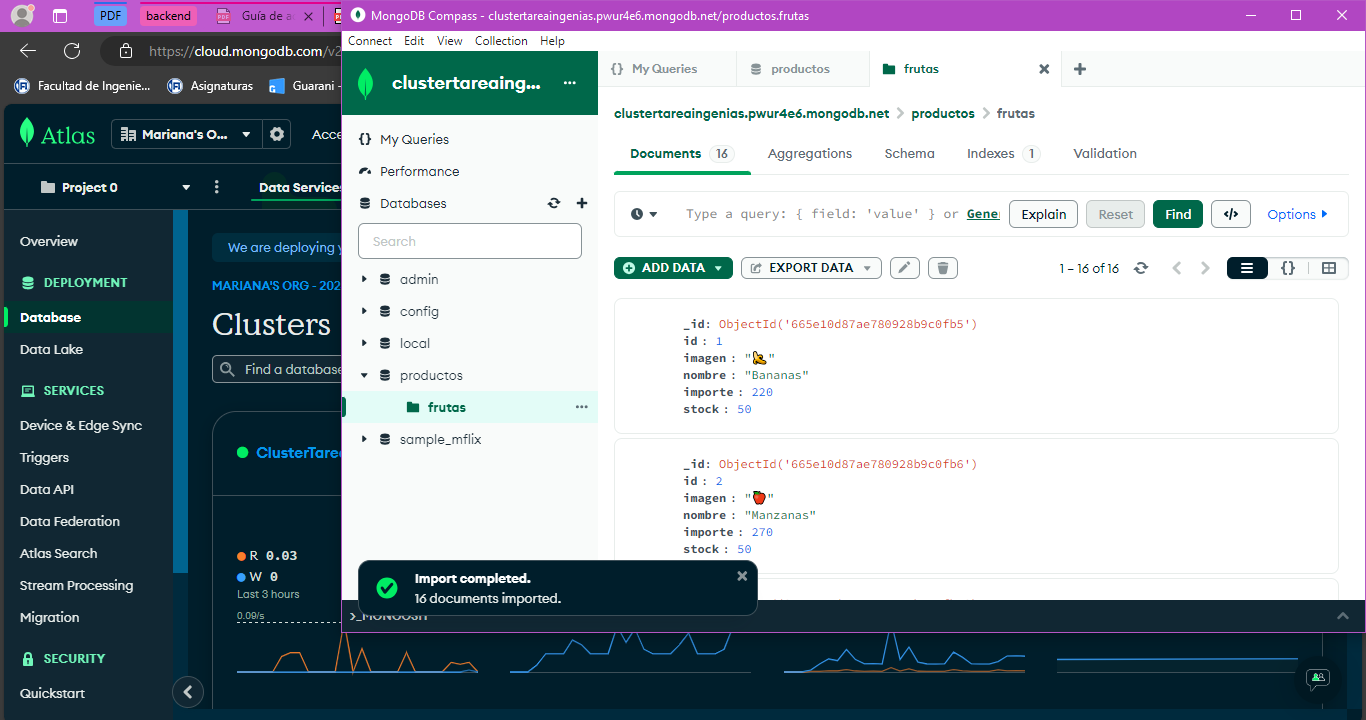 PDF
backend
Guía de a
MongoDB Compass - clustertareaingenias.pwur4e6.mongodb.net/productos.frutas
Connect Edit View Collection Help
https://cloud.mongodb.com/v2
Facultad de Ingenie...
Asignaturas
Guarani -
Atlas
Mariana's O...
Acce
Project 0
Data Services
Overview
DEPLOYMENT
Database
Data Lake
SERVICES
Device & Edge Sync
Triggers
Data API
Data Federation
Atlas Search
Stream Processing
Migration
SECURITY
Quickstart
We are deploying y
MARIANA'S ORG - 202
Clusters
Find a database
ClusterTarea
R 0.03
W 0
Last 3 hours
0.09/s
clustertareaing...
{} My Queries
Performance
Databases
Search
admin
config
local
productos
frutas
sample_mflix
{} My Queries
productos
frutas
clustertareaingenias.pwur4e6.mongodb.net > productos > frutas
Documents 16
Aggregations
Schema
Indexes 1
Validation
Type a query: { field: 'value' } or Gene
Explain
Reset
Find
</>
Options
ADD DATA
EXPORT DATA
1 – 16 of 16
{}
_id: ObjectId('665e10d87ae780928b9c0fb5')
id : 1
imagen : "🍌"
nombre : "Bananas"
importe : 220
stock : 50
_id: ObjectId('665e10d87ae780928b9c0fb6')
id : 2
imagen : "🍎"
nombre : "Manzanas"
importe : 270
stock : 50
Import completed.
16 documents imported.
>_MONGOSH